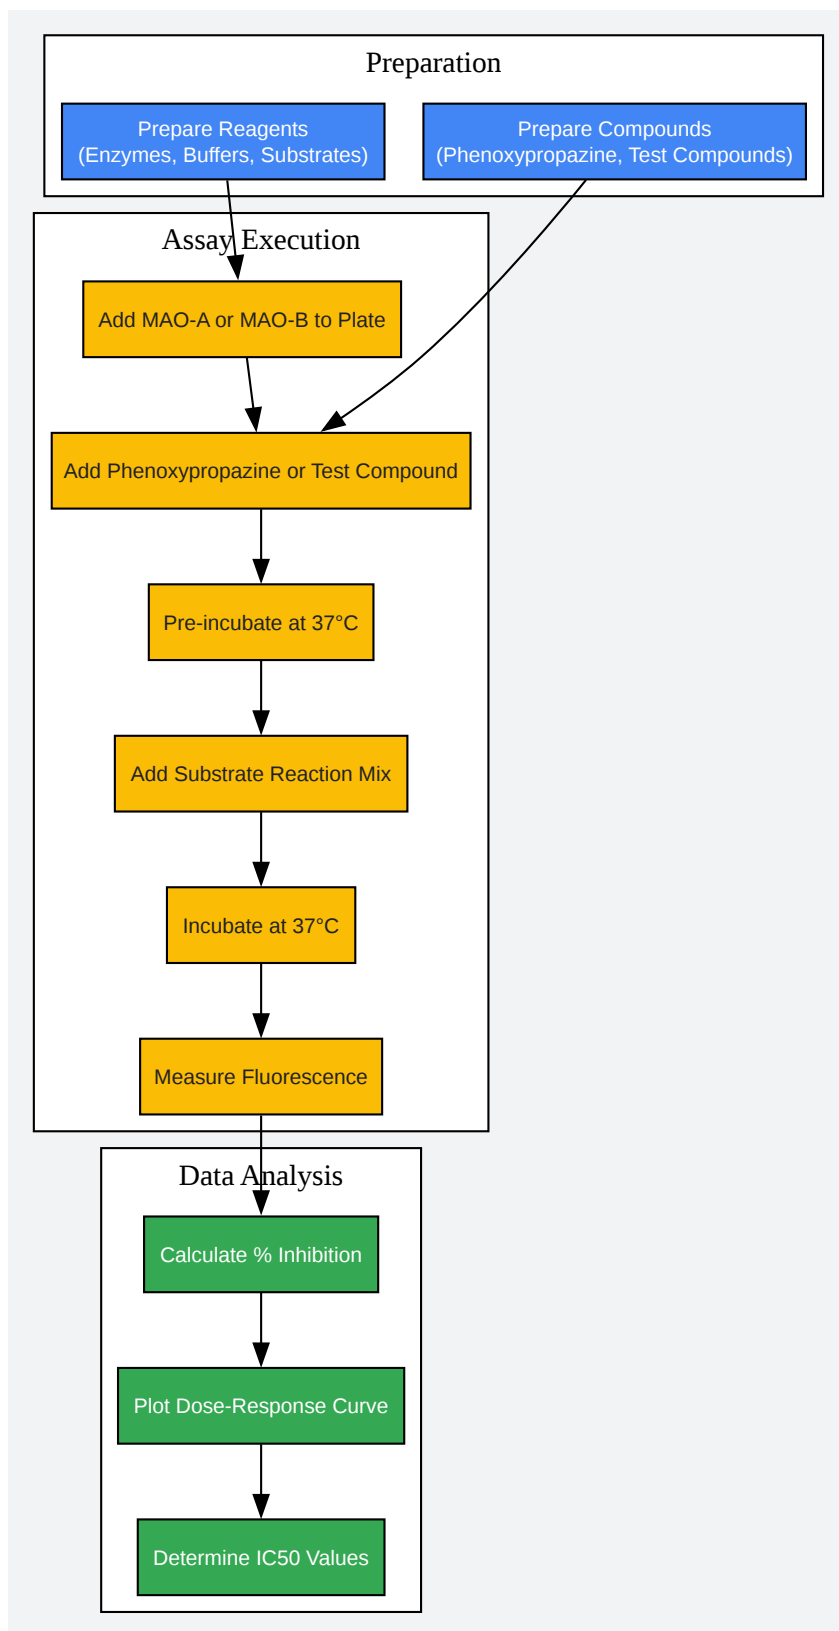 Preparation
Prepare Reagents
(Enzymes, Buffers, Substrates)
Prepare Compounds
(Phenoxypropazine, Test Compounds)
Assay Execution
Add MAO-A or MAO-B to Plate
Add Phenoxypropazine or Test Compound
Pre-incubate at 37°C
Add Substrate Reaction Mix
Incubate at 37°C
Measure Fluorescence
Data Analysis
Calculate % Inhibition
Plot Dose-Response Curve
Determine IC50 Values